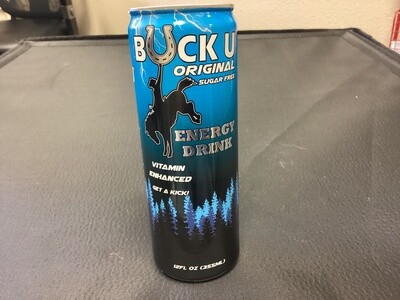 BUCK U
ORIGINAL
SUGAR FREE
ENERGY
DRINK
VITAMIN
ENHANCED
GET A KICK!
12FL OZ (355ML)